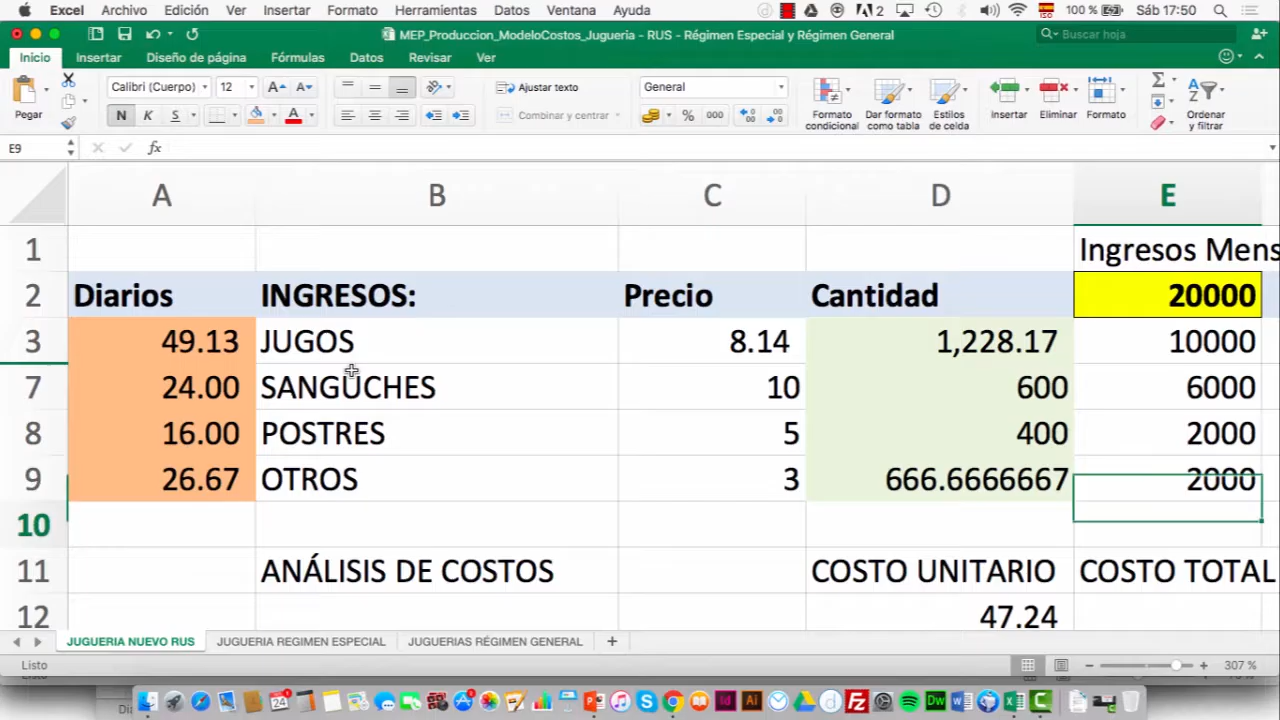 Excel Archivo Edición Ver Insertar Formato Herramientas Datos Ventana Ayuda 2 100 % ISO Sáb 17:50
MEP_Produccion_ModeloCostos_Jugueria - RUS - Régimen Especial y Régimen General Buscar hoja
Inicio Insertar Diseño de página Fórmulas Datos Revisar Ver
Calibri (Cuerpo) 12 A A Ajustar texto General
Pegar N K S A Combinar y centrar % 000 Formato condicional Dar formato como tabla Estilos de celda Insertar Eliminar Formato Ordenar y filtrar
E9 fx
A B C D E
1 Ingresos Mens
2 Diarios INGRESOS: Precio Cantidad 20000
3 49.13 JUGOS 8.14 1,228.17 10000
7 24.00 SANGUCHES 10 600 6000
8 16.00 POSTRES 5 400 2000
9 26.67 OTROS 3 666.6666667 2000
10
11 ANÁLISIS DE COSTOS COSTO UNITARIO COSTO TOTAL
12 47.24
JUGUERIA NUEVO RUS JUGUERIA REGIMEN ESPECIAL JUGUERIAS RÉGIMEN GENERAL +
Listo 307 %